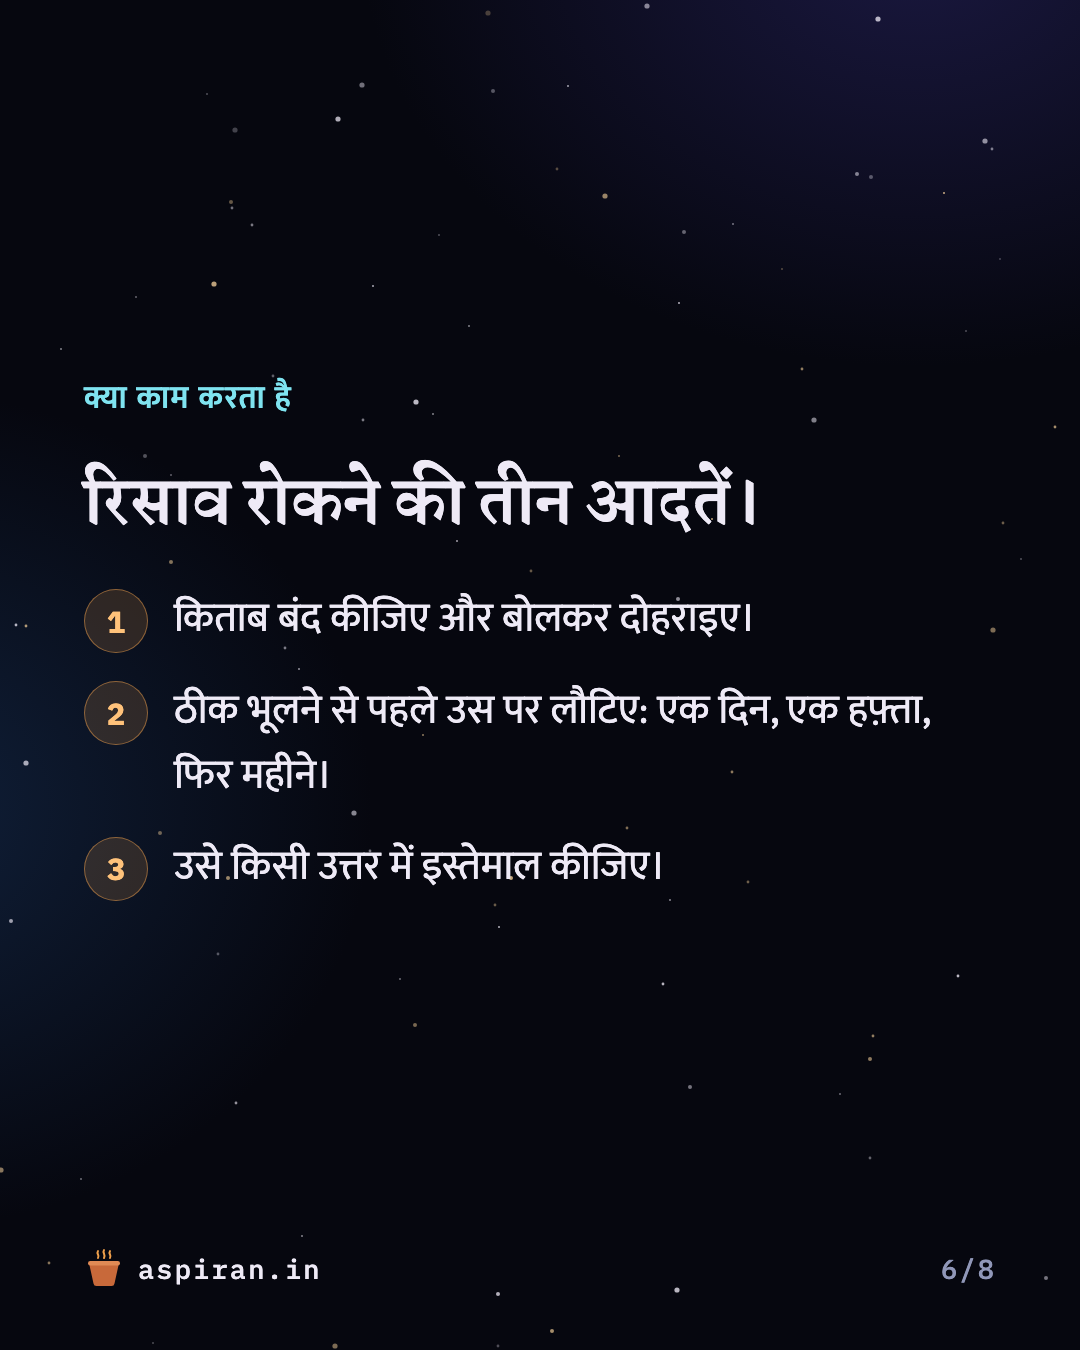 क्या काम करता है
रिसाव रोकने की तीन आदतें।
1 किताब बंद कीजिए और बोलकर दोहराइए।
2 ठीक भूलने से पहले उस पर लौटिए: एक दिन, एक हफ़्ता,
फिर महीने।
3 उसे किसी उत्तर में इस्तेमाल कीजिए।
aspiran.in
6/8